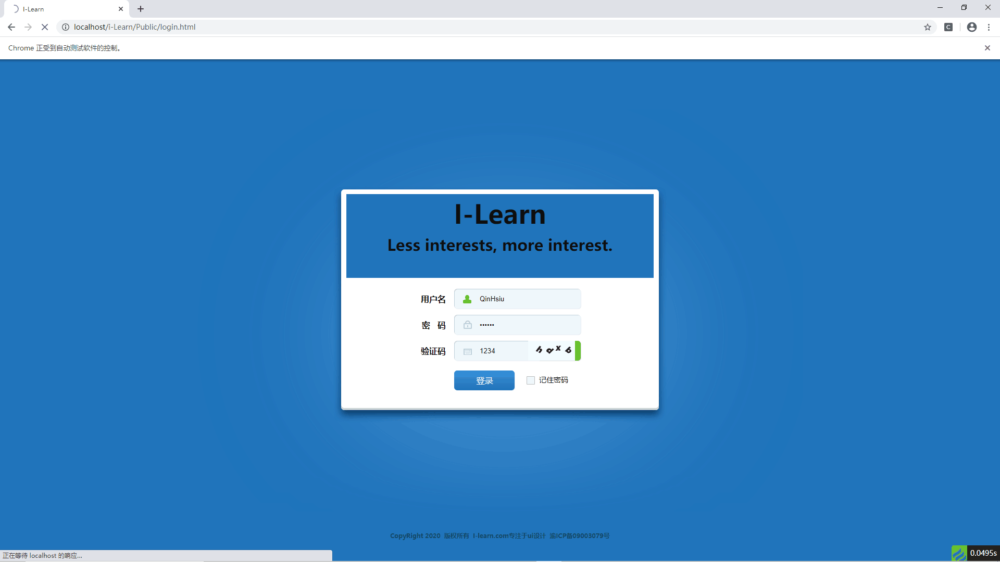 I-Learn
localhost/i-Learn/Public/login.html
C
Chrome 正受到自动测试软件的控制。
I-Learn
Less interests, more interest.
用户名 QinHsiu
密 码 ••••••
验证码 1234 hax6
登录 记住密码
CopyRight 2020 版权所有 I-learn.com专注于ui设计 渝ICP备09003079号
正在等待 localhost 的响应...
0.0495s